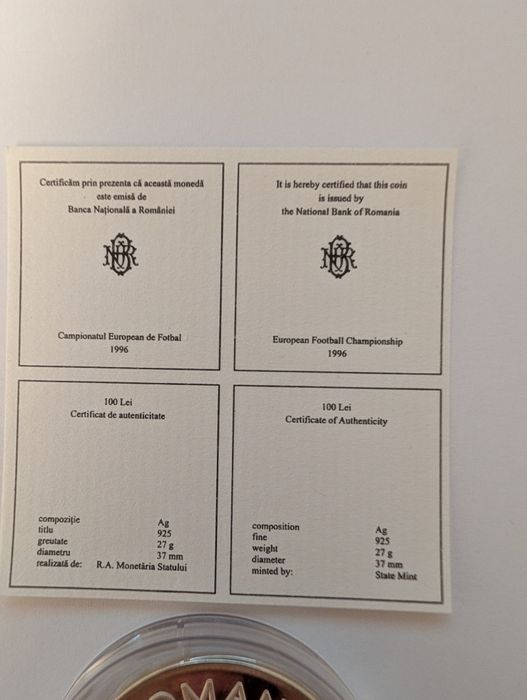 Certificăm prin prezenta că această monedă
este emisă de
Banca Națională a României
Campionatul European de Fotbal
1996
It is hereby certified that this coin
is issued by
the National Bank of Romania
European Football Championship
1996
100 Lei
Certificat de autenticitate
compoziție Ag
titlu 925
greutate 27 g
diametru 37 mm
realizată de: R.A. Monetăria Statului
100 Lei
Certificate of Authenticity
composition Ag
fine 925
weight 27 g
diameter 37 mm
minted by: State Mint